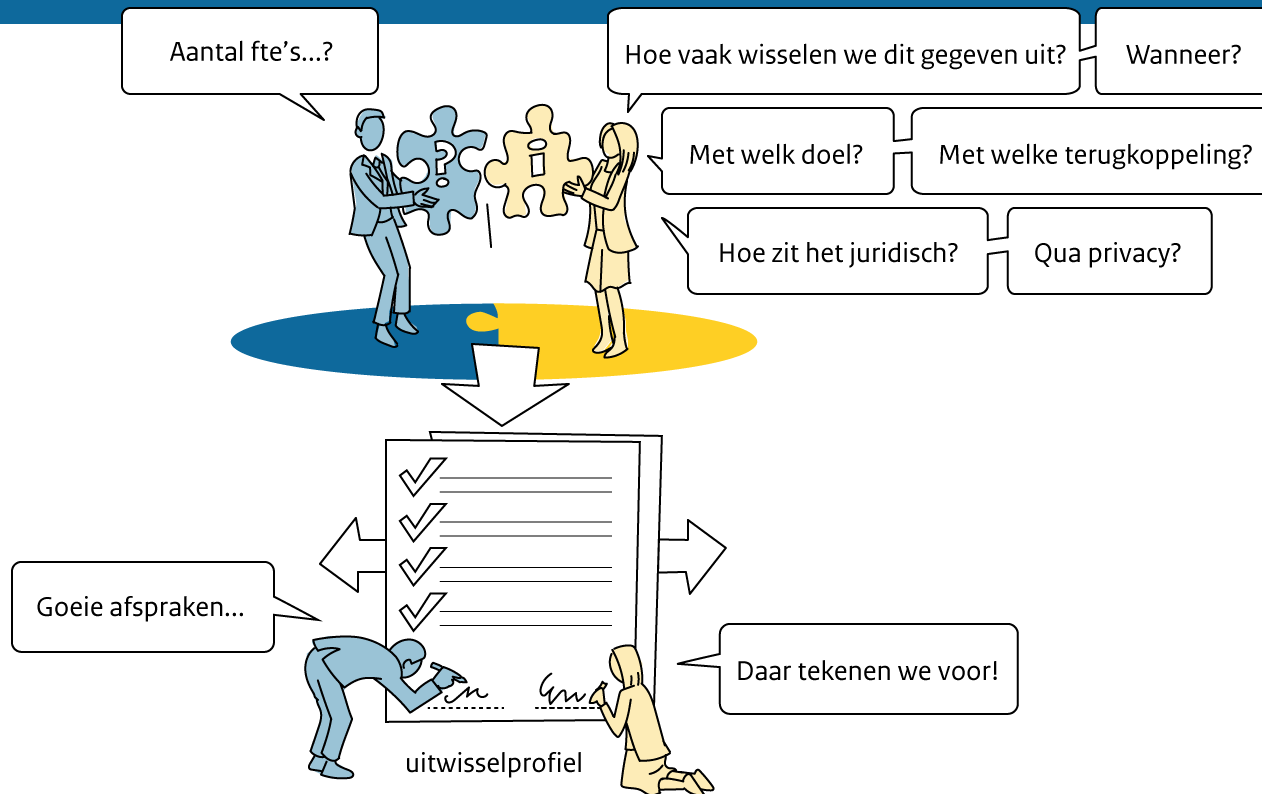 Aantal fte's...?
Hoe vaak wisselen we dit gegeven uit?
Wanneer?
Met welk doel?
Met welke terugkoppeling?
Hoe zit het juridisch?
Qua privacy?
?
i
Goeie afspraken...
Daar tekenen we voor!
uitwisselprofiel